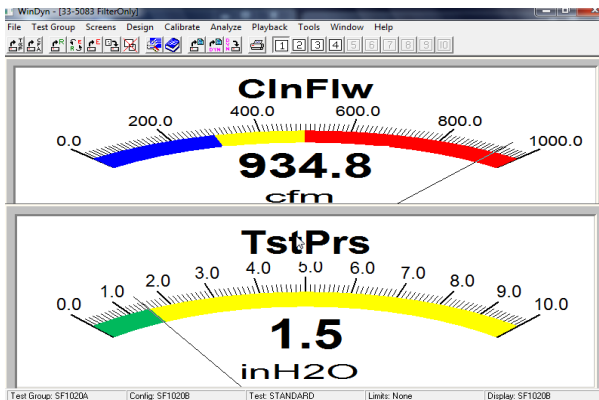 WinDyn - [33-5083 FilterOnly]
File Test Group Screens Design Calibrate Analyze Playback Tools Window Help
1 2 3 4 5 6 7 8 9 10
ClnFlw
0.0 200.0 400.0 600.0 800.0 1000.0
934.8
cfm
TstPrs
0.0 1.0 2.0 3.0 4.0 5.0 6.0 7.0 8.0 9.0 10.0
1.5
inH2O
Test Group: SF1020A Config: SF1020B Test: STANDARD Limits: None Display: SF1020B